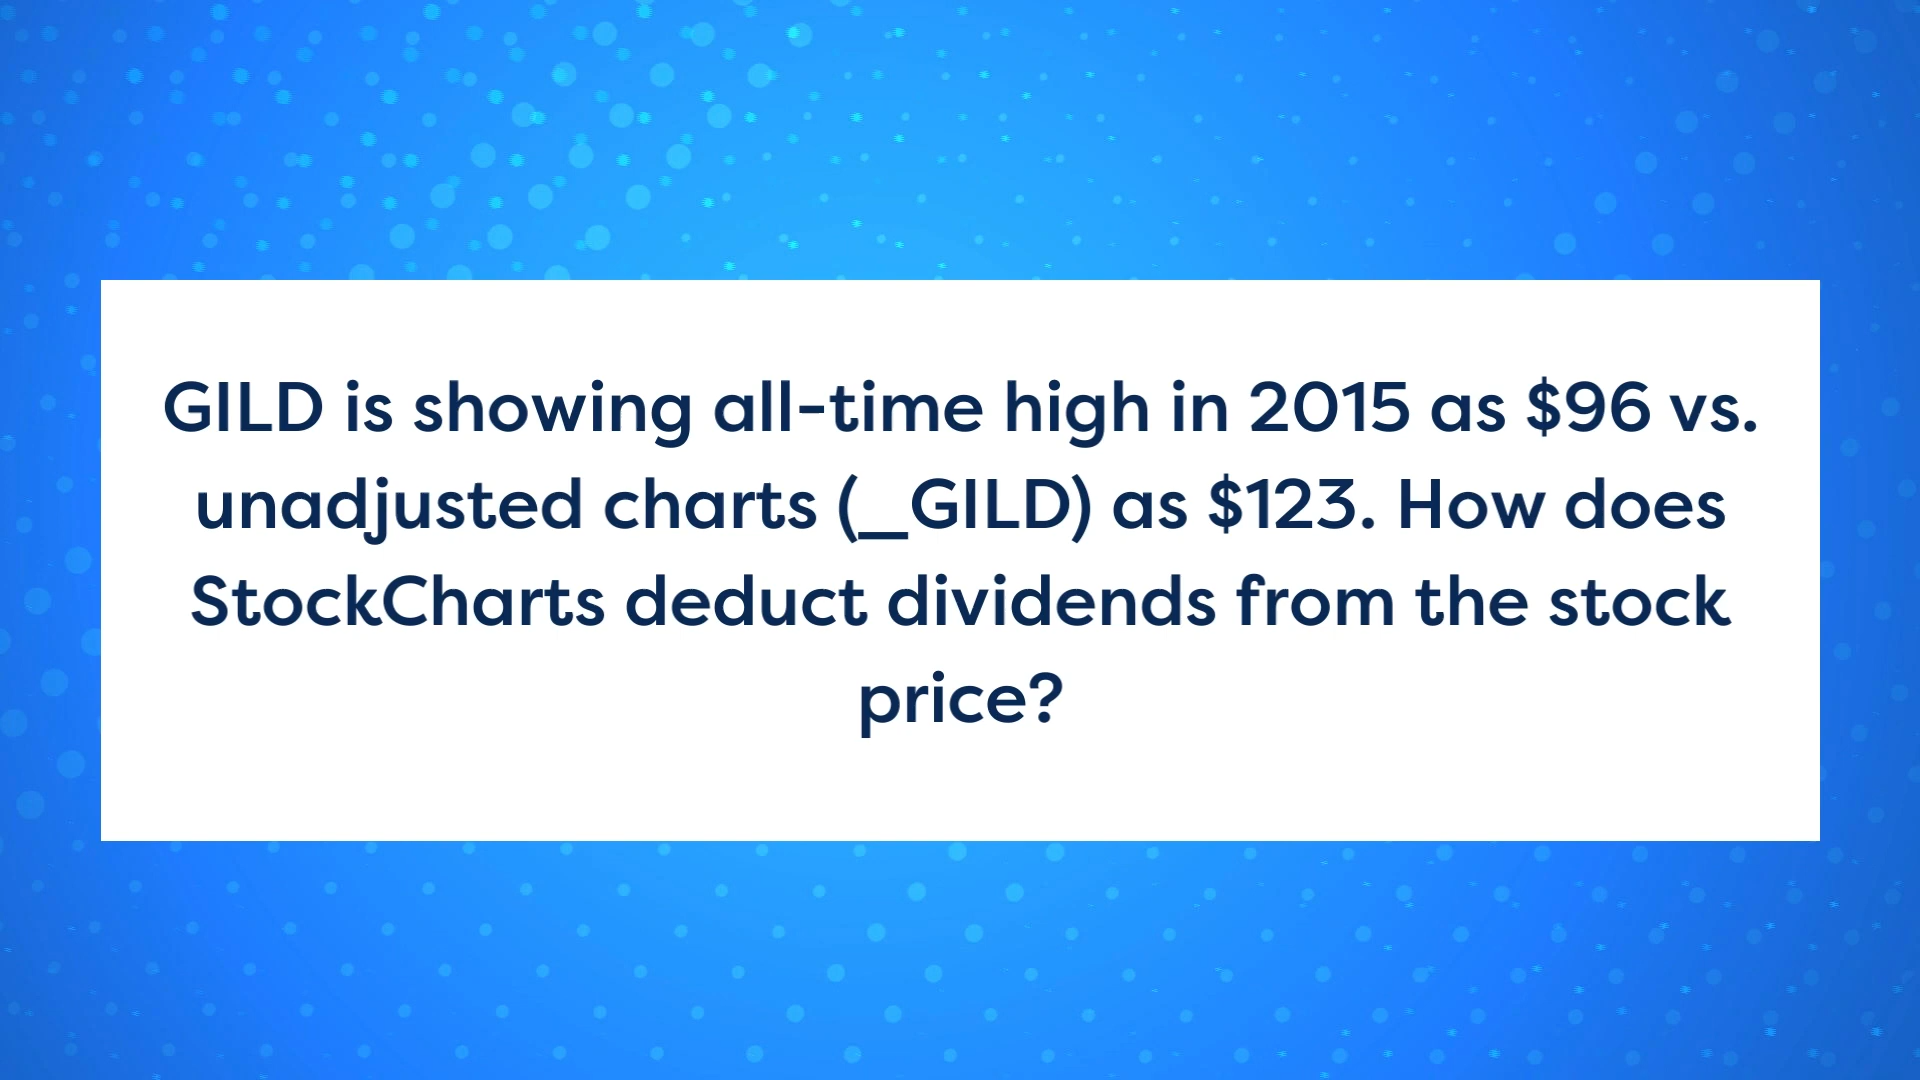 GILD is showing all-time high in 2015 as $96 vs.
unadjusted charts (_GILD) as $123. How does
StockCharts deduct dividends from the stock
price?